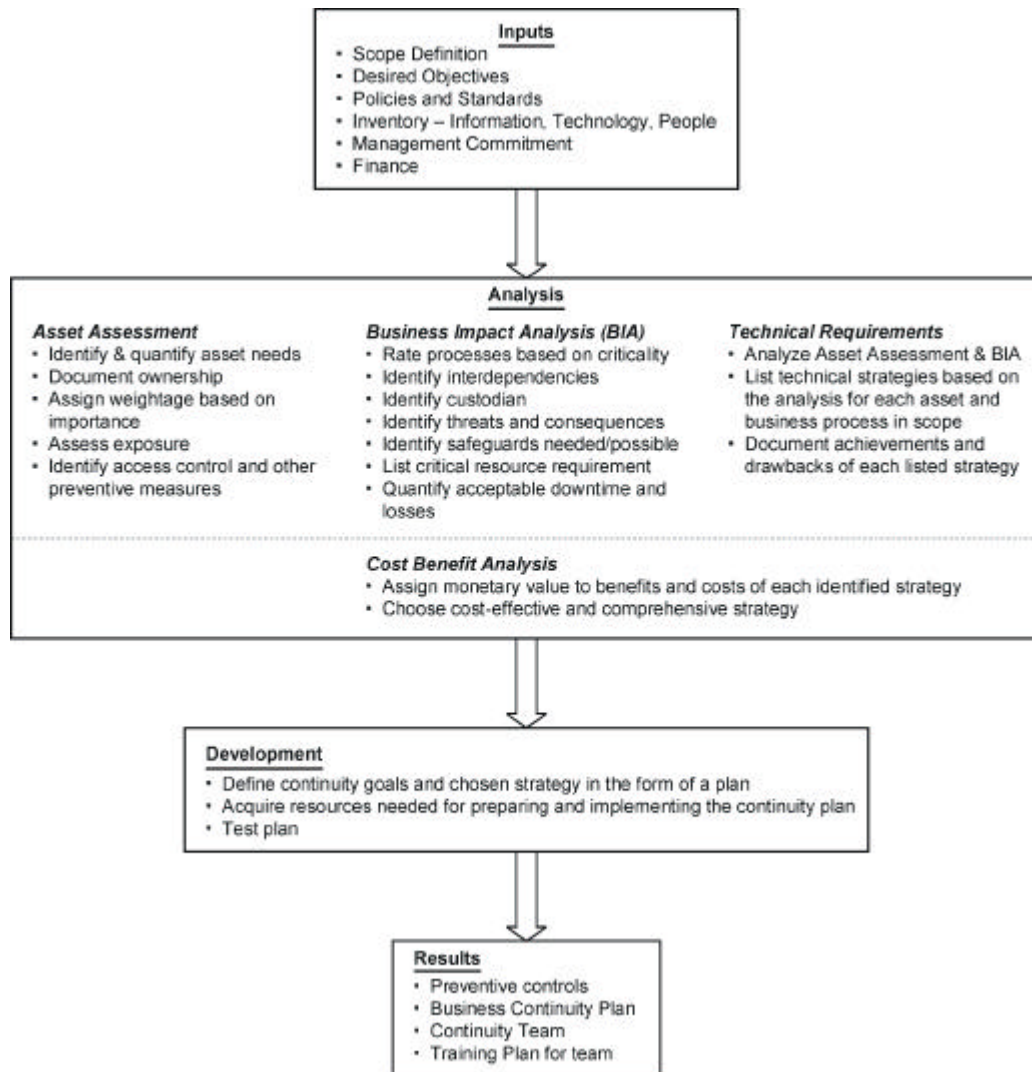 Inputs
• Scope Definition
• Desired Objectives
• Policies and Standards
• Inventory – Information, Technology, People
• Management Commitment
• Finance
Analysis
Asset Assessment
• Identify & quantify asset needs
• Document ownership
• Assign weightage based on
importance
• Assess exposure
• Identify access control and other
preventive measures
Business Impact Analysis (BIA)
• Rate processes based on criticality
• Identify interdependencies
• Identify custodian
• Identify threats and consequences
• Identify safeguards needed/possible
• List critical resource requirement
• Quantify acceptable downtime and
losses
Technical Requirements
• Analyze Asset Assessment & BIA
• List technical strategies based on
the analysis for each asset and
business process in scope
• Document achievements and
drawbacks of each listed strategy
Cost Benefit Analysis
• Assign monetary value to benefits and costs of each identified strategy
• Choose cost-effective and comprehensive strategy
Development
• Define continuity goals and chosen strategy in the form of a plan
• Acquire resources needed for preparing and implementing the continuity plan
• Test plan
Results
• Preventive controls
• Business Continuity Plan
• Continuity Team
• Training Plan for team